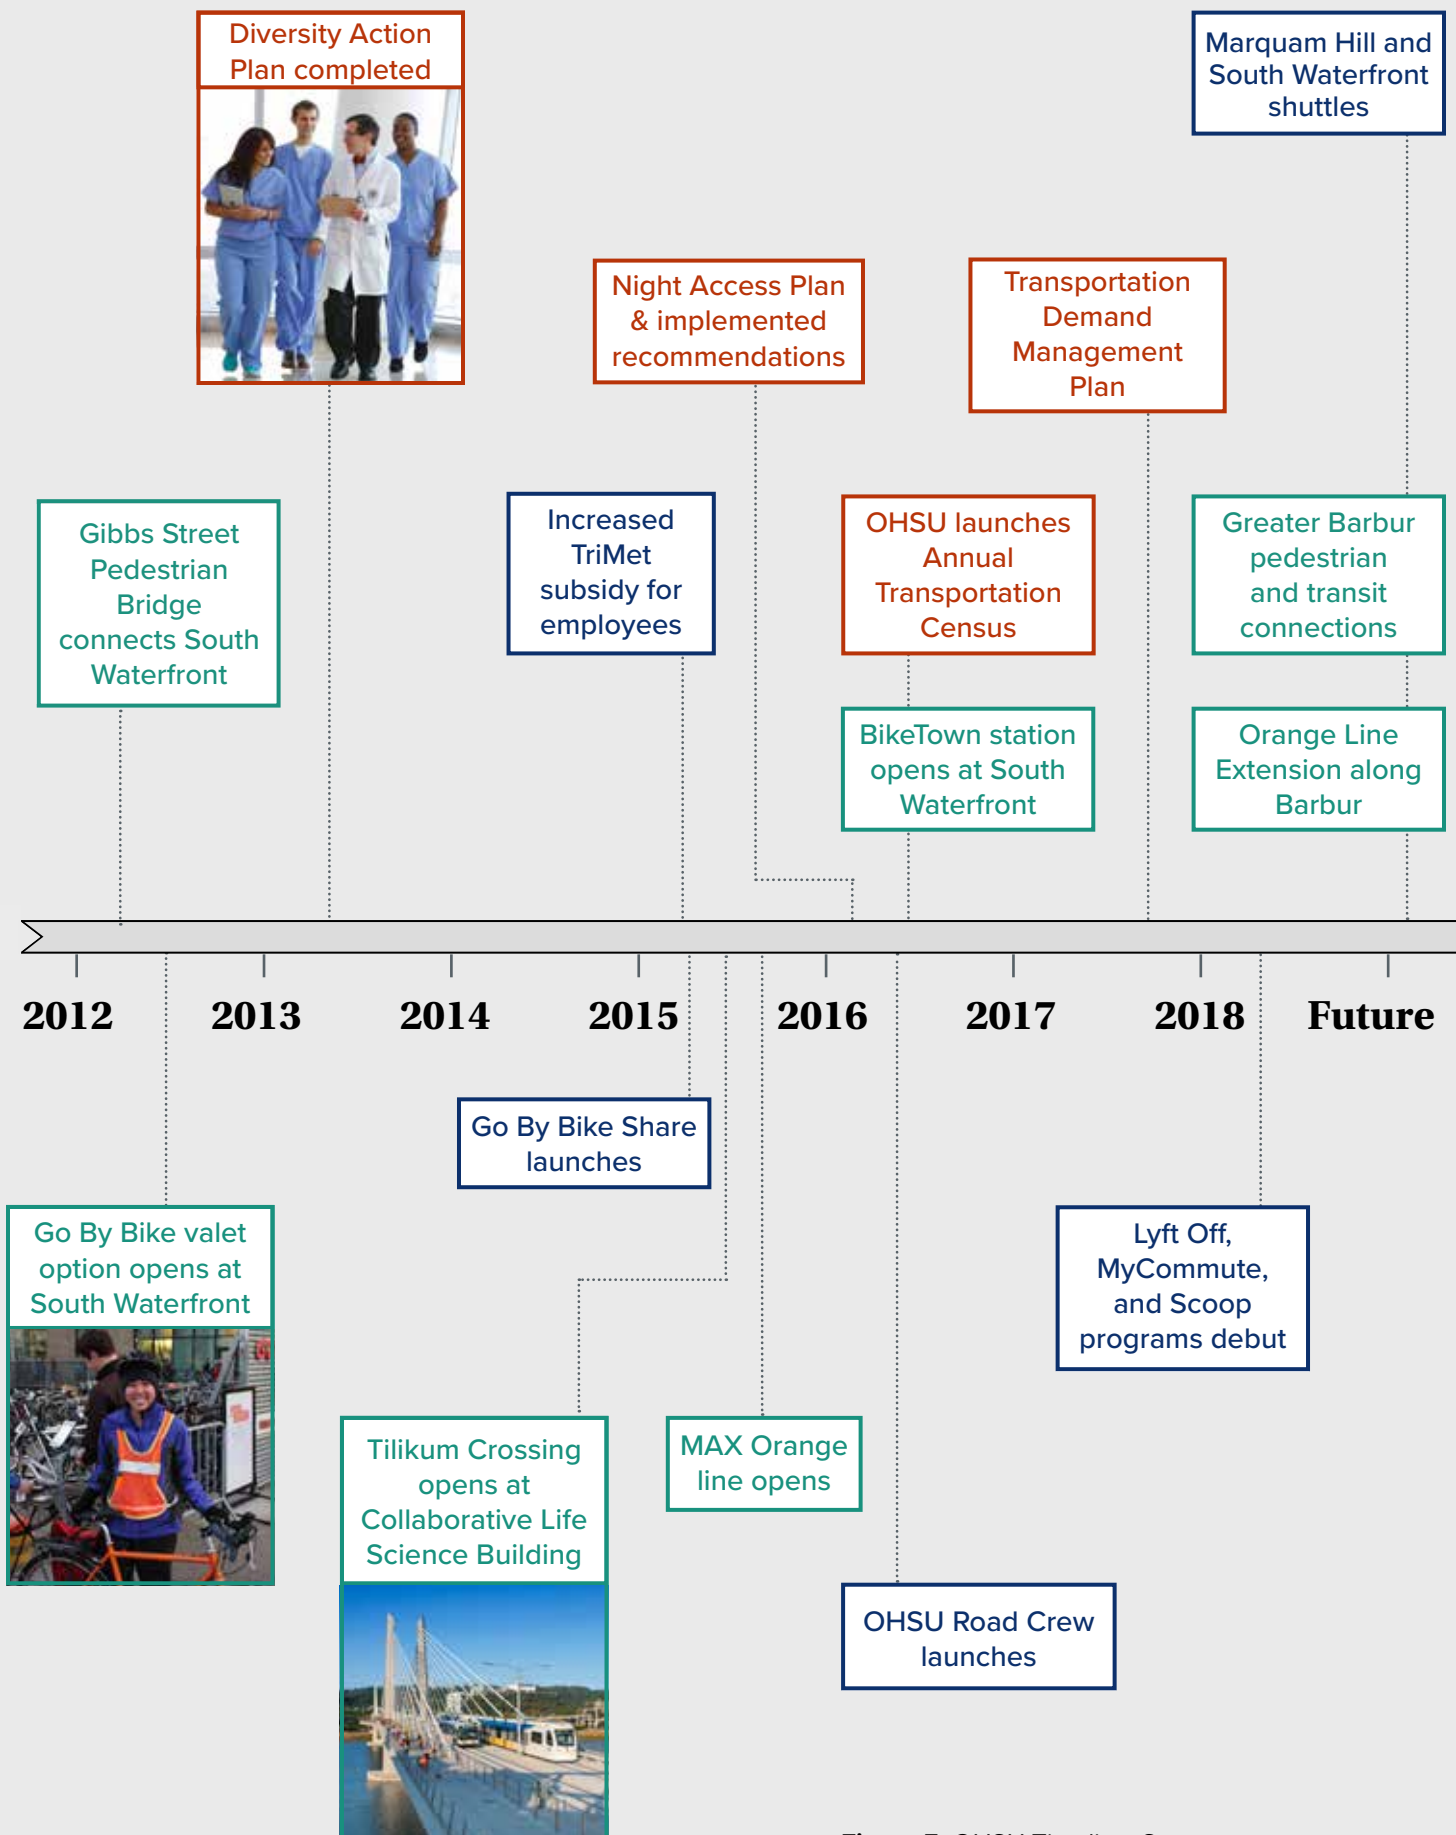 Diversity Action
Plan completed
Marquam Hill and
South Waterfront
shuttles
Night Access Plan
& implemented
recommendations
Transportation
Demand
Management
Plan
Gibbs Street
Pedestrian
Bridge
connects South
Waterfront
Increased
TriMet
subsidy for
employees
OHSU launches
Annual
Transportation
Census
Greater Barbur
pedestrian
and transit
connections
BikeTown station
opens at South
Waterfront
Orange Line
Extension along
Barbur
2012 2013 2014 2015 2016 2017 2018 Future
Go By Bike Share
launches
Go By Bike valet
option opens at
South Waterfront
Lyft Off,
MyCommute,
and Scoop
programs debut
Tilikum Crossing
opens at
Collaborative Life
Science Building
MAX Orange
line opens
OHSU Road Crew
launches